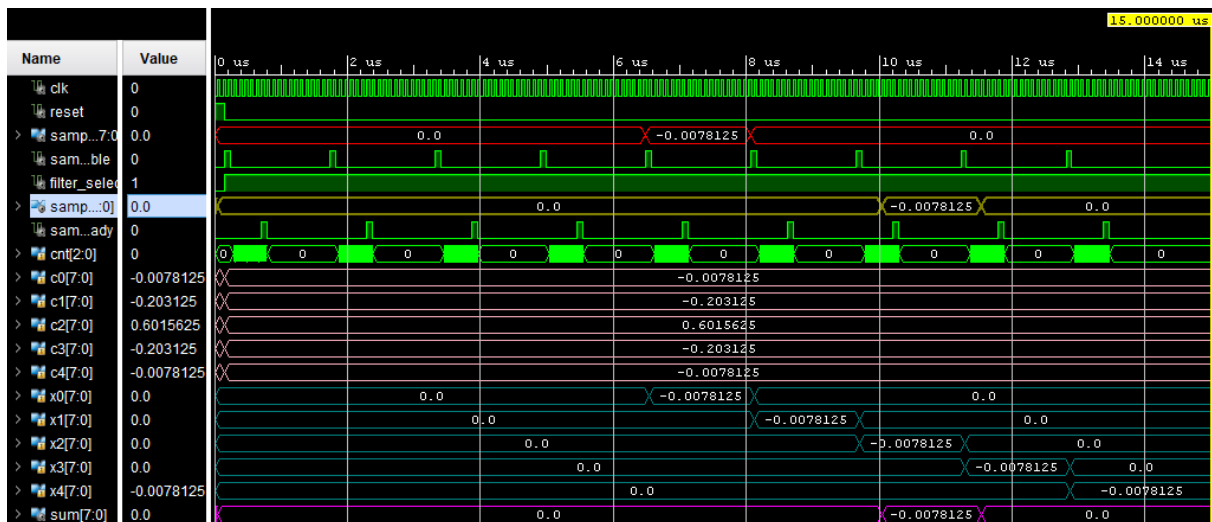 15.000000 us
Name Value 0 us 2 us 4 us 6 us 8 us 10 us 12 us 14 us
clk 0
reset 0
samp...7:0 0.0 0.0 -0.0078125 0.0
sam...ble 0
filter_selec 1
samp...:0] 0.0 0.0 -0.0078125 0.0
sam...ady 0
cnt[2:0] 0 0 0 0 0 0 0 0 0 0 0
c0[7:0] -0.0078125 -0.0078125
c1[7:0] -0.203125 -0.203125
c2[7:0] 0.6015625 0.6015625
c3[7:0] -0.203125 -0.203125
c4[7:0] -0.0078125 -0.0078125
x0[7:0] 0.0 0.0 -0.0078125 0.0
x1[7:0] 0.0 0.0 -0.0078125 0.0
x2[7:0] 0.0 0.0 -0.0078125 0.0
x3[7:0] 0.0 0.0 -0.0078125 0.0
x4[7:0] -0.0078125 0.0 -0.0078125
sum[7:0] 0.0 0.0 -0.0078125 0.0